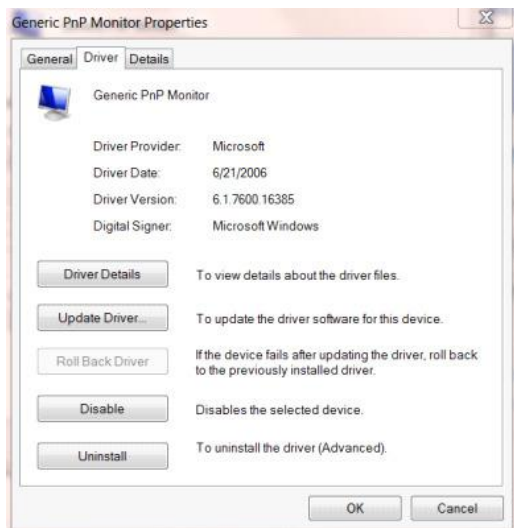 Generic PnP Monitor Properties
General Driver Details
Generic PnP Monitor
Driver Provider: Microsoft
Driver Date: 6/21/2006
Driver Version: 6.1.7600.16385
Digital Signer: Microsoft Windows
Driver Details To view details about the driver files.
Update Driver... To update the driver software for this device.
Roll Back Driver If the device fails after updating the driver, roll back
to the previously installed driver.
Disable Disables the selected device.
Uninstall To uninstall the driver (Advanced).
OK Cancel